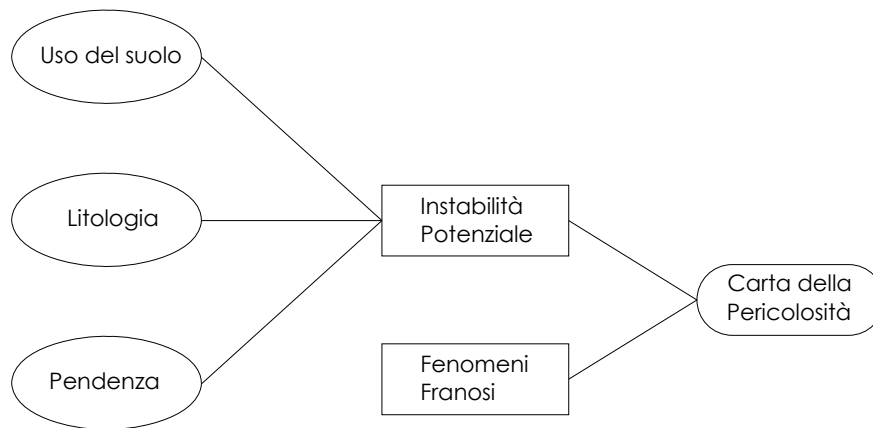 Uso del suolo
Litologia
Pendenza
Instabilità
Potenziale
Fenomeni
Franosi
Carta della
Pericolosità